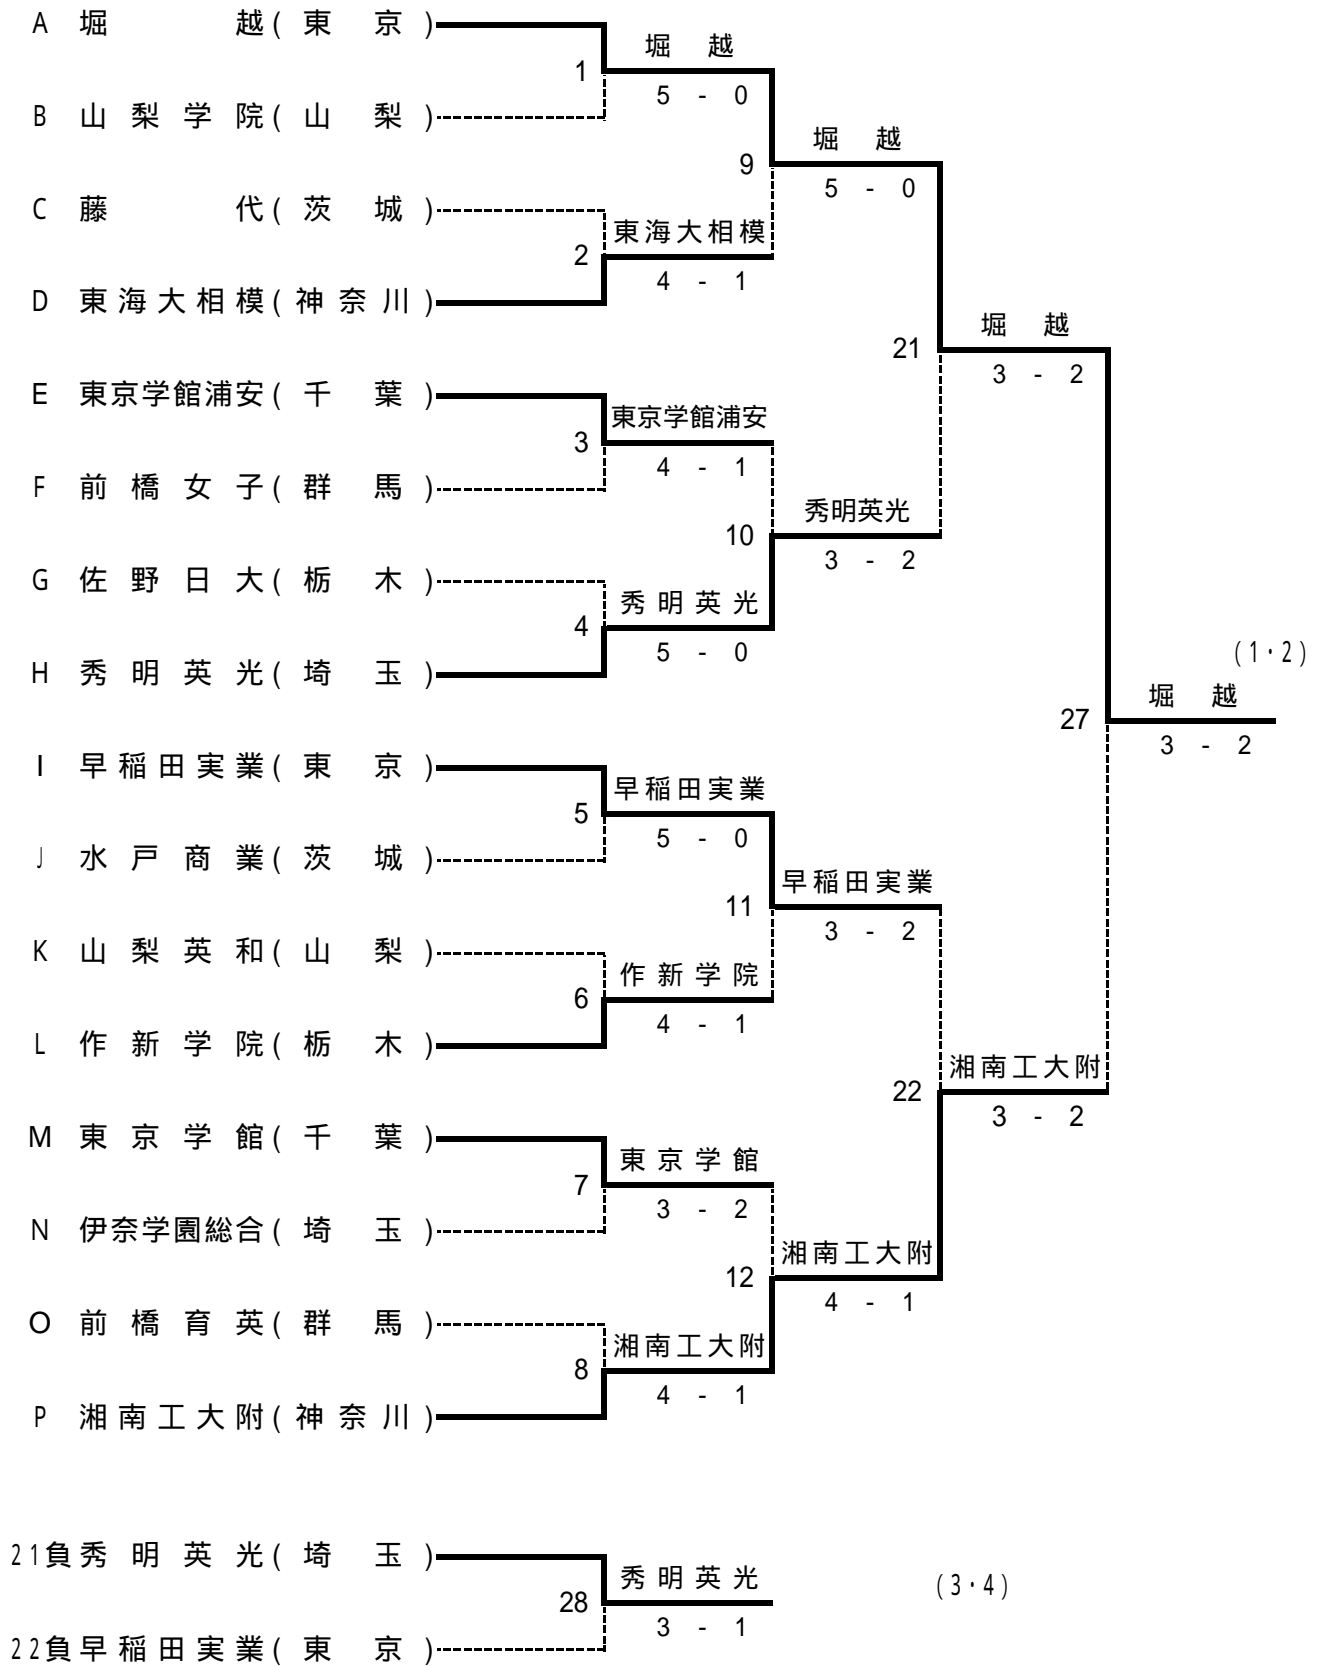 A 堀越(東京)
堀越
1
5 - 0
B 山梨学院(山梨)
堀越
9
5 - 0
C 藤代(茨城)
東海大相模
2
4 - 1
D 東海大相模(神奈川)
堀越
21
3 - 2
E 東京学館浦安(千葉)
東京学館浦安
3
4 - 1
F 前橋女子(群馬)
秀明英光
10
3 - 2
G 佐野日大(栃木)
秀明英光
4
5 - 0
H 秀明英光(埼玉)
(1・2)
堀越
27
3 - 2
I 早稲田実業(東京)
早稲田実業
5
5 - 0
J 水戸商業(茨城)
早稲田実業
11
3 - 2
K 山梨英和(山梨)
作新学院
6
4 - 1
L 作新学院(栃木)
湘南工大附
22
3 - 2
M 東京学館(千葉)
東京学館
7
3 - 2
N 伊奈学園総合(埼玉)
湘南工大附
12
4 - 1
O 前橋育英(群馬)
湘南工大附
8
4 - 1
P 湘南工大附(神奈川)
21負秀明英光(埼玉)
秀明英光
(3・4)
28
3 - 1
22負早稲田実業(東京)